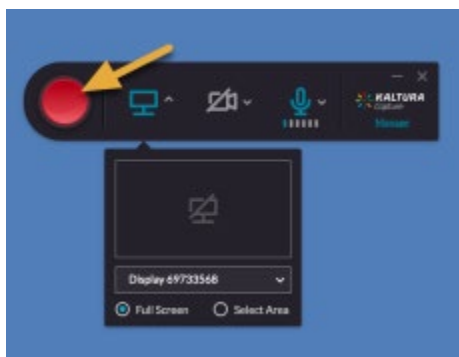 KALTURA
Capture
Manage
Display 69733568
Full Screen
Select Area